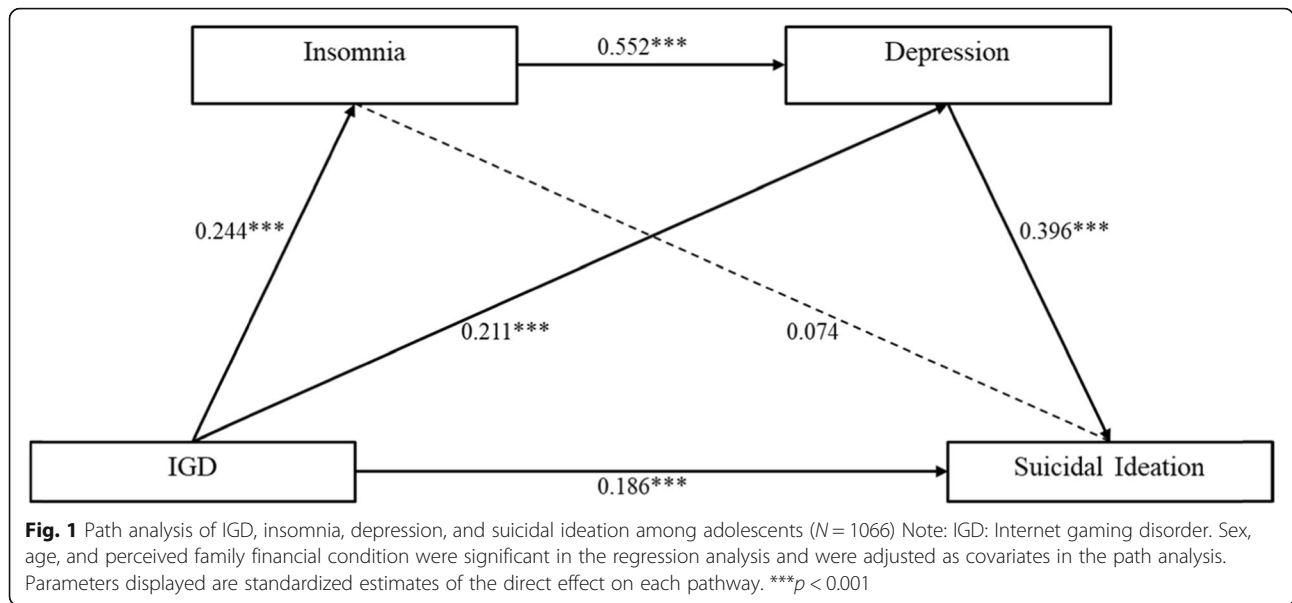 Insomnia
0.552***
Depression
0.244***
0.396***
0.211***
0.074
IGD
0.186***
Suicidal Ideation
Fig. 1 Path analysis of IGD, insomnia, depression, and suicidal ideation among adolescents (N = 1066) Note: IGD: Internet gaming disorder. Sex,
age, and perceived family financial condition were significant in the regression analysis and were adjusted as covariates in the path analysis.
Parameters displayed are standardized estimates of the direct effect on each pathway. ***p < 0.001